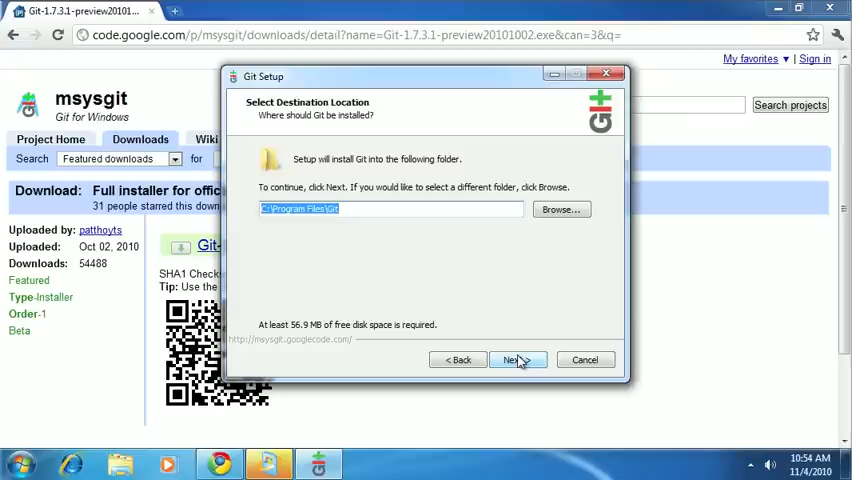 Git-1.7.3.1-preview20101...
code.google.com/p/msysgit/downloads/detail?name=Git-1.7.3.1-preview20101002.exe&can=3&q=
My favorites ▼ | Sign in
msysgit
Git for Windows
Search projects
Project Home Downloads Wiki
Search Featured downloads for
Download: Full installer for offic
31 people starred this down
Uploaded by: patthoyts
Uploaded: Oct 02, 2010
Downloads: 54488
Featured
Type-Installer
Order-1
Beta
Git-
SHA1 Checks
Tip: Use the
Git Setup
Select Destination Location
Where should Git be installed?
Git
Setup will install Git into the following folder.
To continue, click Next. If you would like to select a different folder, click Browse.
C:\Program Files\Git
Browse...
At least 56.9 MB of free disk space is required.
http://msysgit.googlecode.com/
< Back Next > Cancel
10:54 AM
11/4/2010